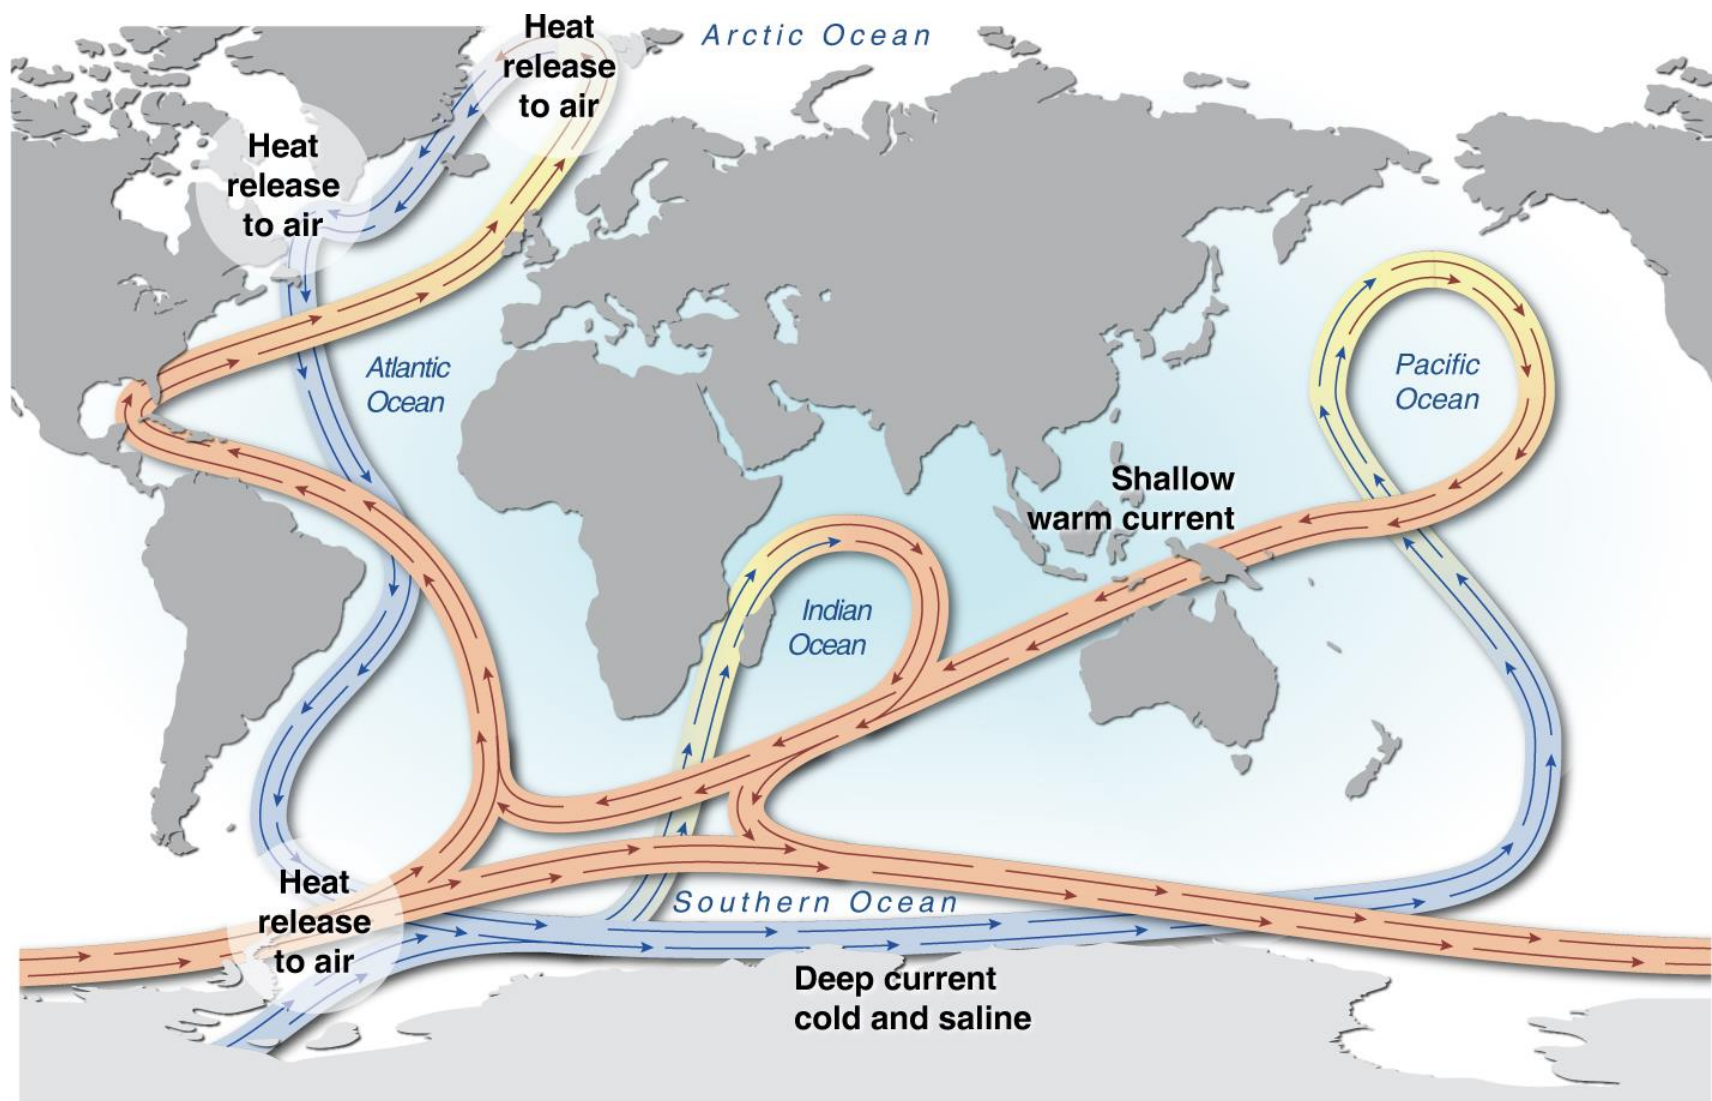 Heat
release
to air
Arctic Ocean
Heat
release
to air
Atlantic
Ocean
Pacific
Ocean
Shallow
warm current
Indian
Ocean
Heat
release
to air
Southern Ocean
Deep current
cold and saline